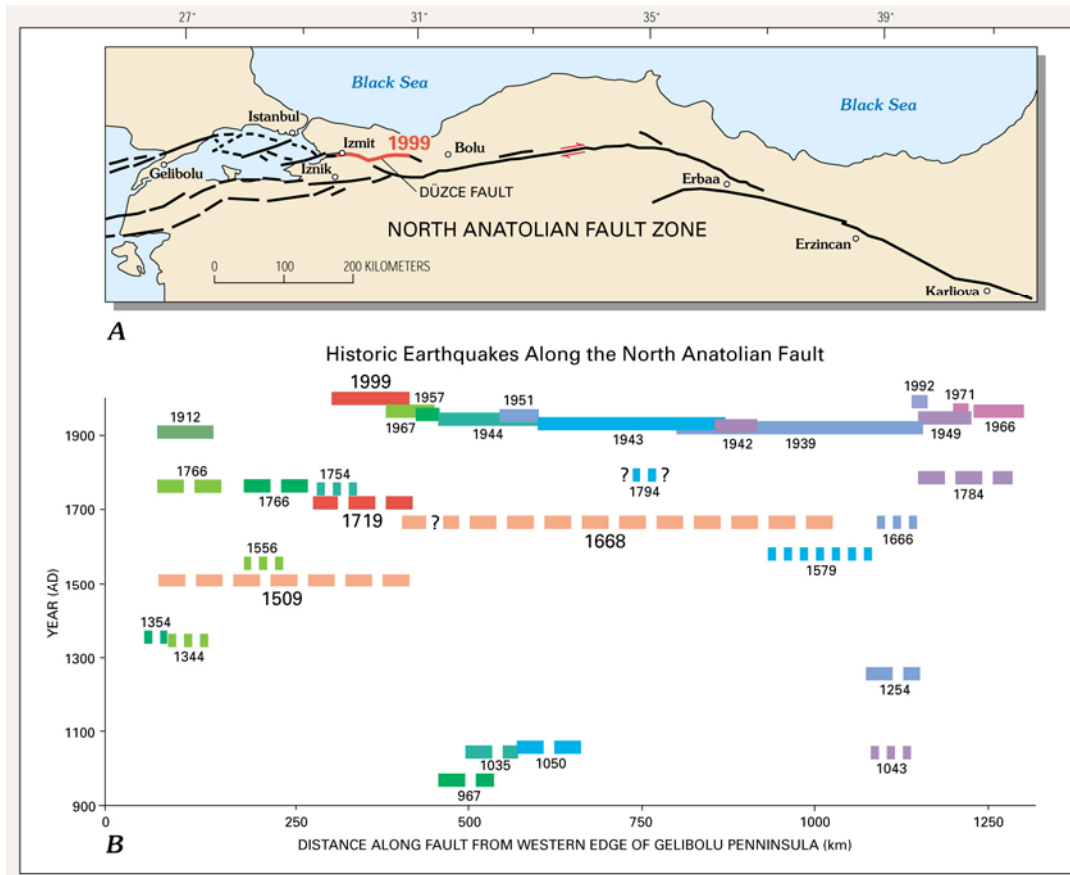 27° 31° 35° 39°
Black Sea
Black Sea
Istanbul
Izmit
1999
Bolu
Gelibolu
Iznik
DÜZCE FAULT
Erbaa
NORTH ANATOLIAN FAULT ZONE
Erzincan
0 100 200 KILOMETERS
Karliova
A
Historic Earthquakes Along the North Anatolian Fault
1999
1957
1992
1971
1912
1951
1900
1967
1944
1943
1942
1939
1949
1966
1766
1754
? ?
1794
1766
1784
1700
1719
?
1668
1666
1556
1579
1500
1509
1354
1344
1300
1254
1100
1035
1050
1043
967
900
YEAR (AD)
0 250 500 750 1000 1250
B
DISTANCE ALONG FAULT FROM WESTERN EDGE OF GELIBOLU PENNINSULA (km)